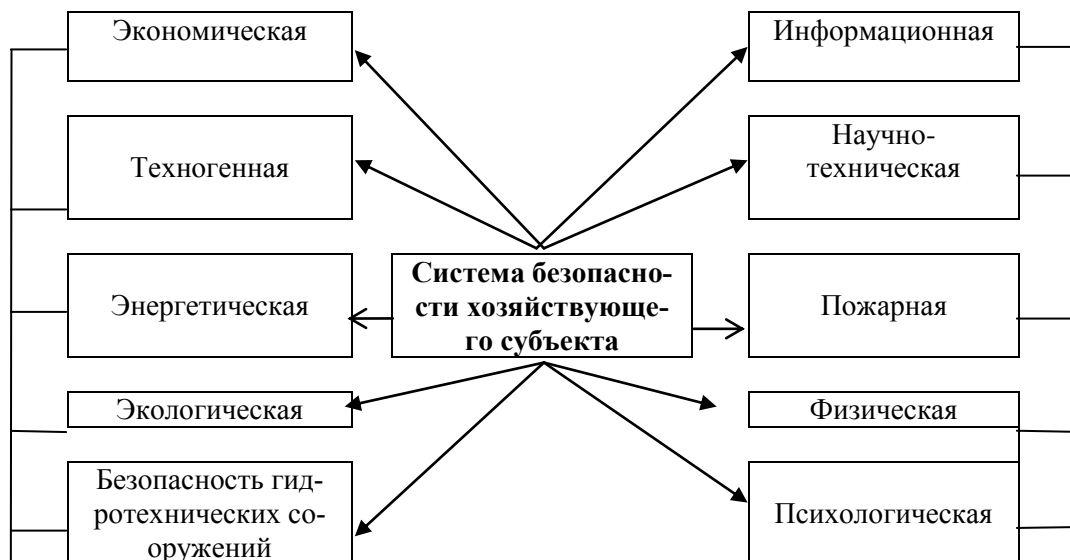 Экономическая
Информационная
Техногенная
Научно-
техническая
Энергетическая
Система безопасно-
сти хозяйствующе-
го субъекта
Пожарная
Экологическая
Физическая
Безопасность гид-
ротехнических со-
оружений
Психологическая